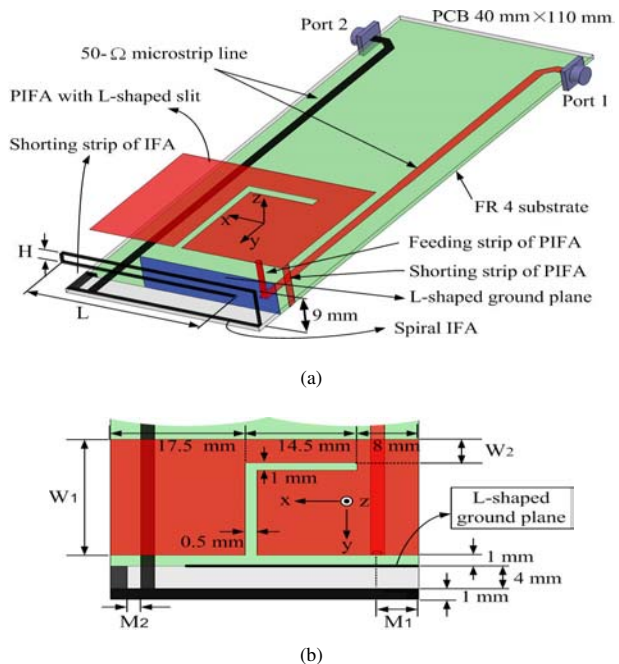 Port 2
PCB 40 mm×110 mm
50-Ω microstrip line
PIFA with L-shaped slit
Port 1
Shorting strip of IFA
FR 4 substrate
z
x
y
H
Feeding strip of PIFA
Shorting strip of PIFA
L-shaped ground plane
L
9 mm
Spiral IFA
(a)
17.5 mm
14.5 mm
8 mm
W2
W1
1 mm
x
z
L-shaped
ground plane
0.5 mm
y
1 mm
4 mm
1 mm
M2
M1
(b)